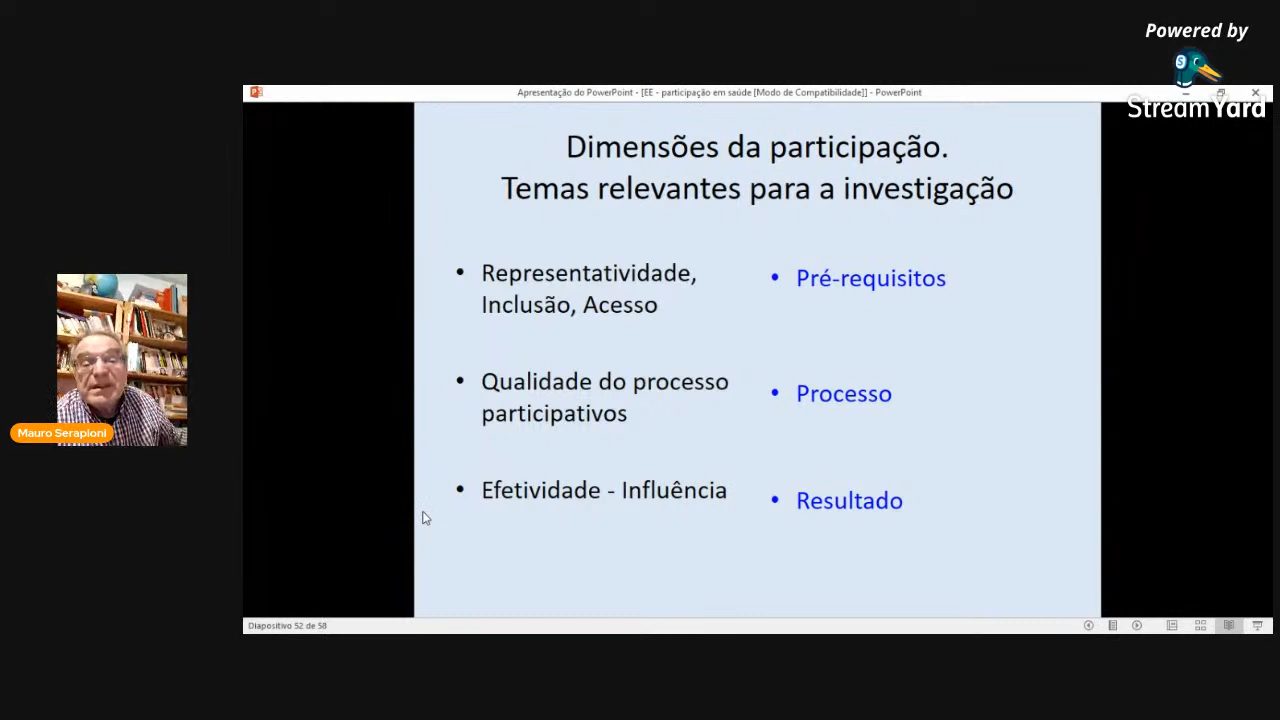 Powered by
StreamYard
Apresentação do PowerPoint - [EE - participação em saúde [Modo de Compatibilidade]] - PowerPoint
Dimensões da participação.
Temas relevantes para a investigação
• Representatividade,
Inclusão, Acesso
• Pré-requisitos
• Qualidade do processo
participativos
• Processo
• Efetividade - Influência
• Resultado
Mauro Serapioni
Diapositivo 52 de 58